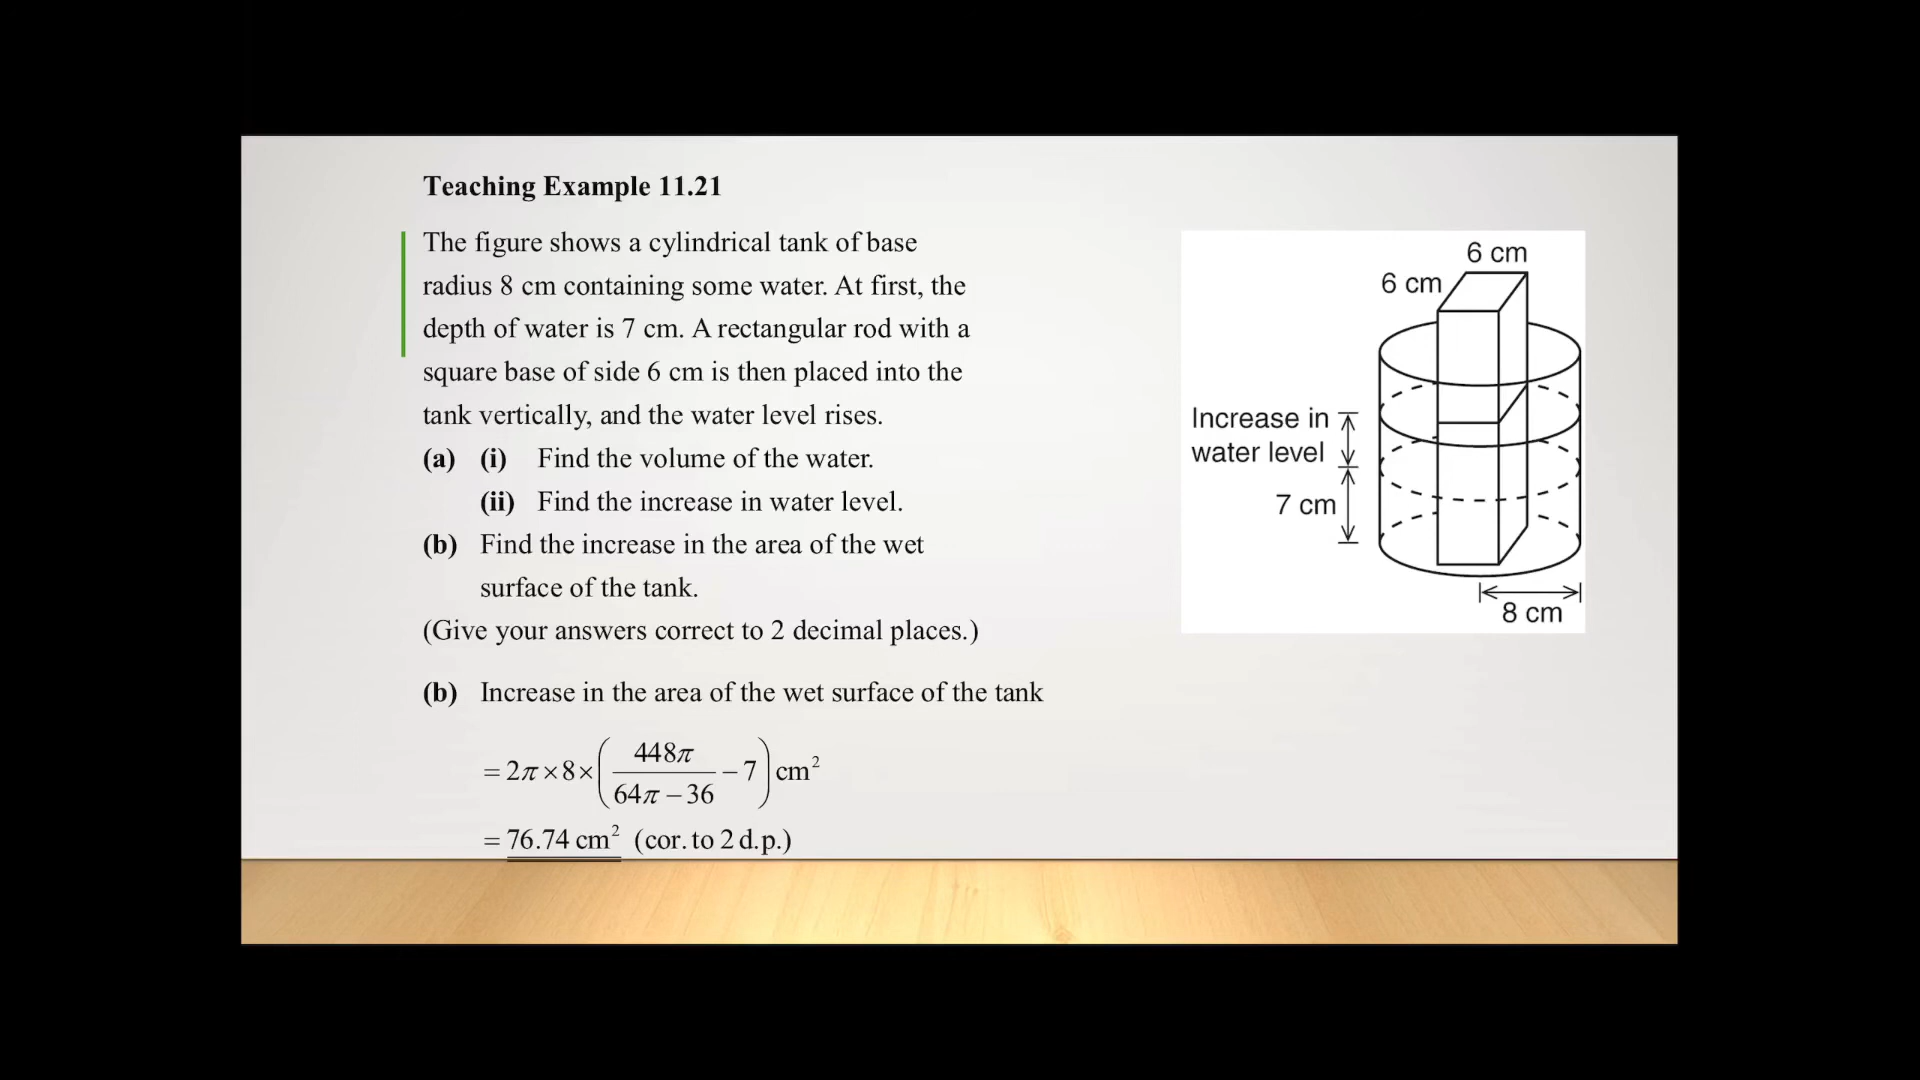 Teaching Example 11.21
The figure shows a cylindrical tank of base
radius 8 cm containing some water. At first, the
depth of water is 7 cm. A rectangular rod with a
square base of side 6 cm is then placed into the
tank vertically, and the water level rises.
(a) (i) Find the volume of the water.
(ii) Find the increase in water level.
(b) Find the increase in the area of the wet
surface of the tank.
(Give your answers correct to 2 decimal places.)
(b) Increase in the area of the wet surface of the tank
= 2π × 8 × (448π / (64π − 36) − 7) cm²
= 76.74 cm² (cor. to 2 d.p.)
6 cm
6 cm
Increase in
water level
7 cm
8 cm